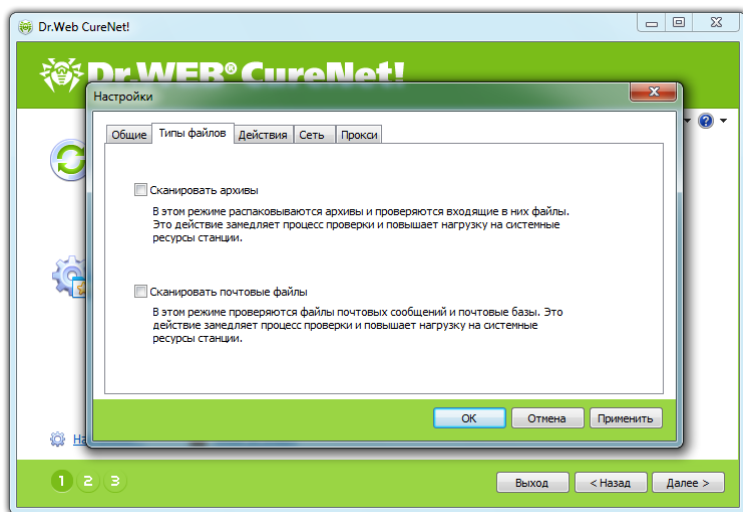 Dr.Web CureNet!
Dr.WEB® CureNet!
Настройки
Общие Типы файлов Действия Сеть Прокси
Сканировать архивы
В этом режиме распаковываются архивы и проверяются входящие в них файлы.
Это действие замедляет процесс проверки и повышает нагрузку на системные
ресурсы станции.
Сканировать почтовые файлы
В этом режиме проверяются файлы почтовых сообщений и почтовые базы. Это
действие замедляет процесс проверки и повышает нагрузку на системные
ресурсы станции.
OK Отмена Применить
1 2 3
Выход < Назад Далее >